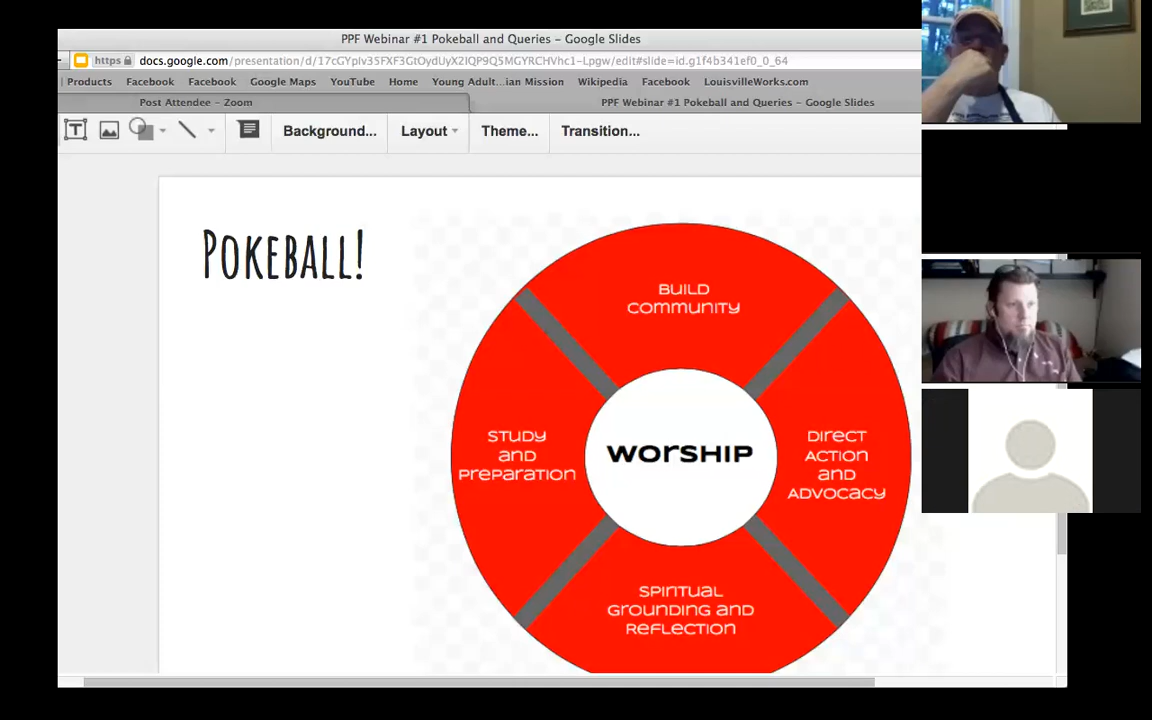 PPF Webinar #1 Pokeball and Queries – Google Slides
https docs.google.com/presentation/d/17cGYpIv35FXF3GtOydUyX2IQP9Q5MGYRCHVhc1-Lpgw/edit#slide=id.g1f4b341ef0_0_64
Products Facebook Facebook Google Maps YouTube Home Young Adult...ian Mission Wikipedia Facebook LouisvilleWorks.com
Post Attendee – Zoom PPF Webinar #1 Pokeball and Queries – Google Slides
T Background... Layout Theme... Transition...
POKEBALL!
BUILD
COMMUNITY
STUDY
AND
PREPARATION
WORSHIP
DIRECT
ACTION
AND
ADVOCACY
SPIRITUAL
GROUNDING AND
REFLECTION